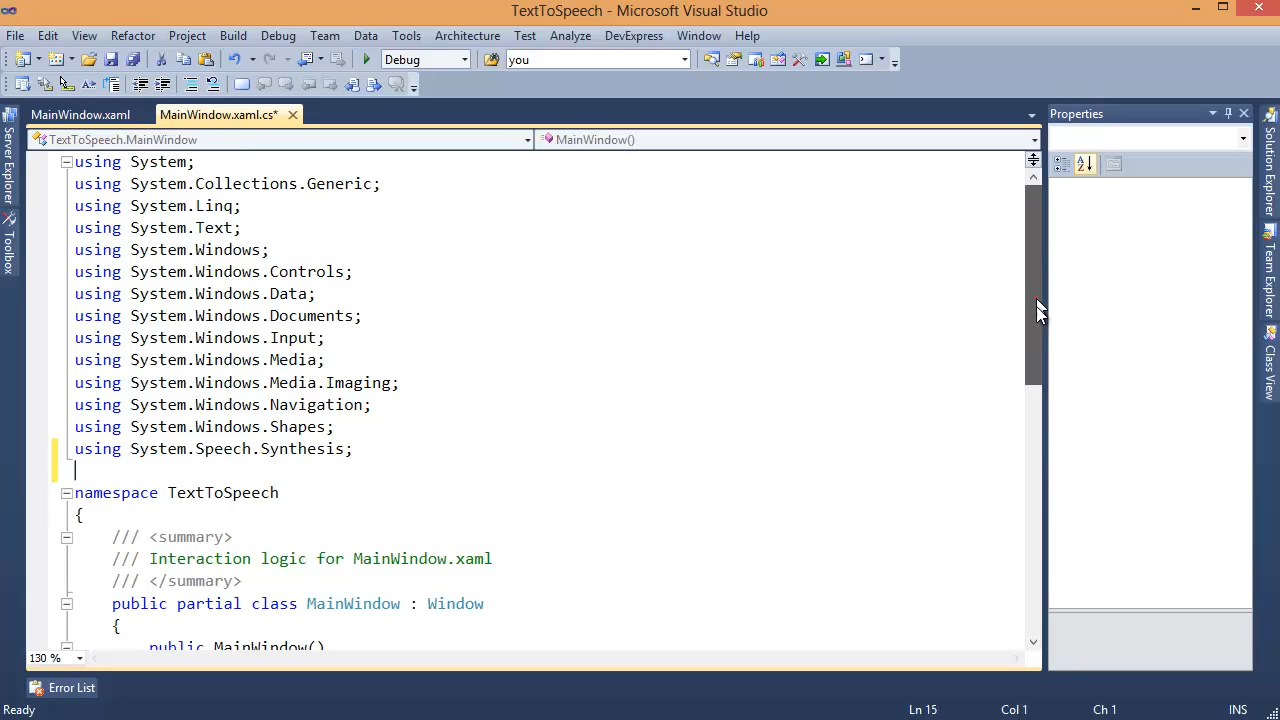 TextToSpeech - Microsoft Visual Studio
File Edit View Refactor Project Build Debug Team Data Tools Architecture Test Analyze DevExpress Window Help
Debug you
MainWindow.xaml MainWindow.xaml.cs*
TextToSpeech.MainWindow MainWindow()
using System;
using System.Collections.Generic;
using System.Linq;
using System.Text;
using System.Windows;
using System.Windows.Controls;
using System.Windows.Data;
using System.Windows.Documents;
using System.Windows.Input;
using System.Windows.Media;
using System.Windows.Media.Imaging;
using System.Windows.Navigation;
using System.Windows.Shapes;
using System.Speech.Synthesis;
namespace TextToSpeech
{
/// <summary>
/// Interaction logic for MainWindow.xaml
/// </summary>
public partial class MainWindow : Window
{
public MainWindow()
130 %
Server Explorer
Toolbox
Properties
Solution Explorer
Team Explorer
Class View
Error List
Ready Ln 15 Col 1 Ch 1 INS